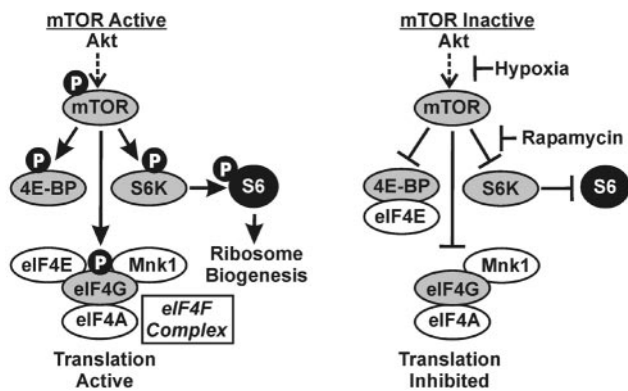 mTOR Active
Akt
P
mTOR
P
P
P
4E-BP
S6K
S6
eIF4E
P
Mnk1
Ribosome
Biogenesis
eIF4G
eIF4A
eIF4F
Complex
Translation
Active
mTOR Inactive
Akt
Hypoxia
mTOR
Rapamycin
4E-BP
S6K
S6
eIF4E
Mnk1
eIF4G
eIF4A
Translation
Inhibited